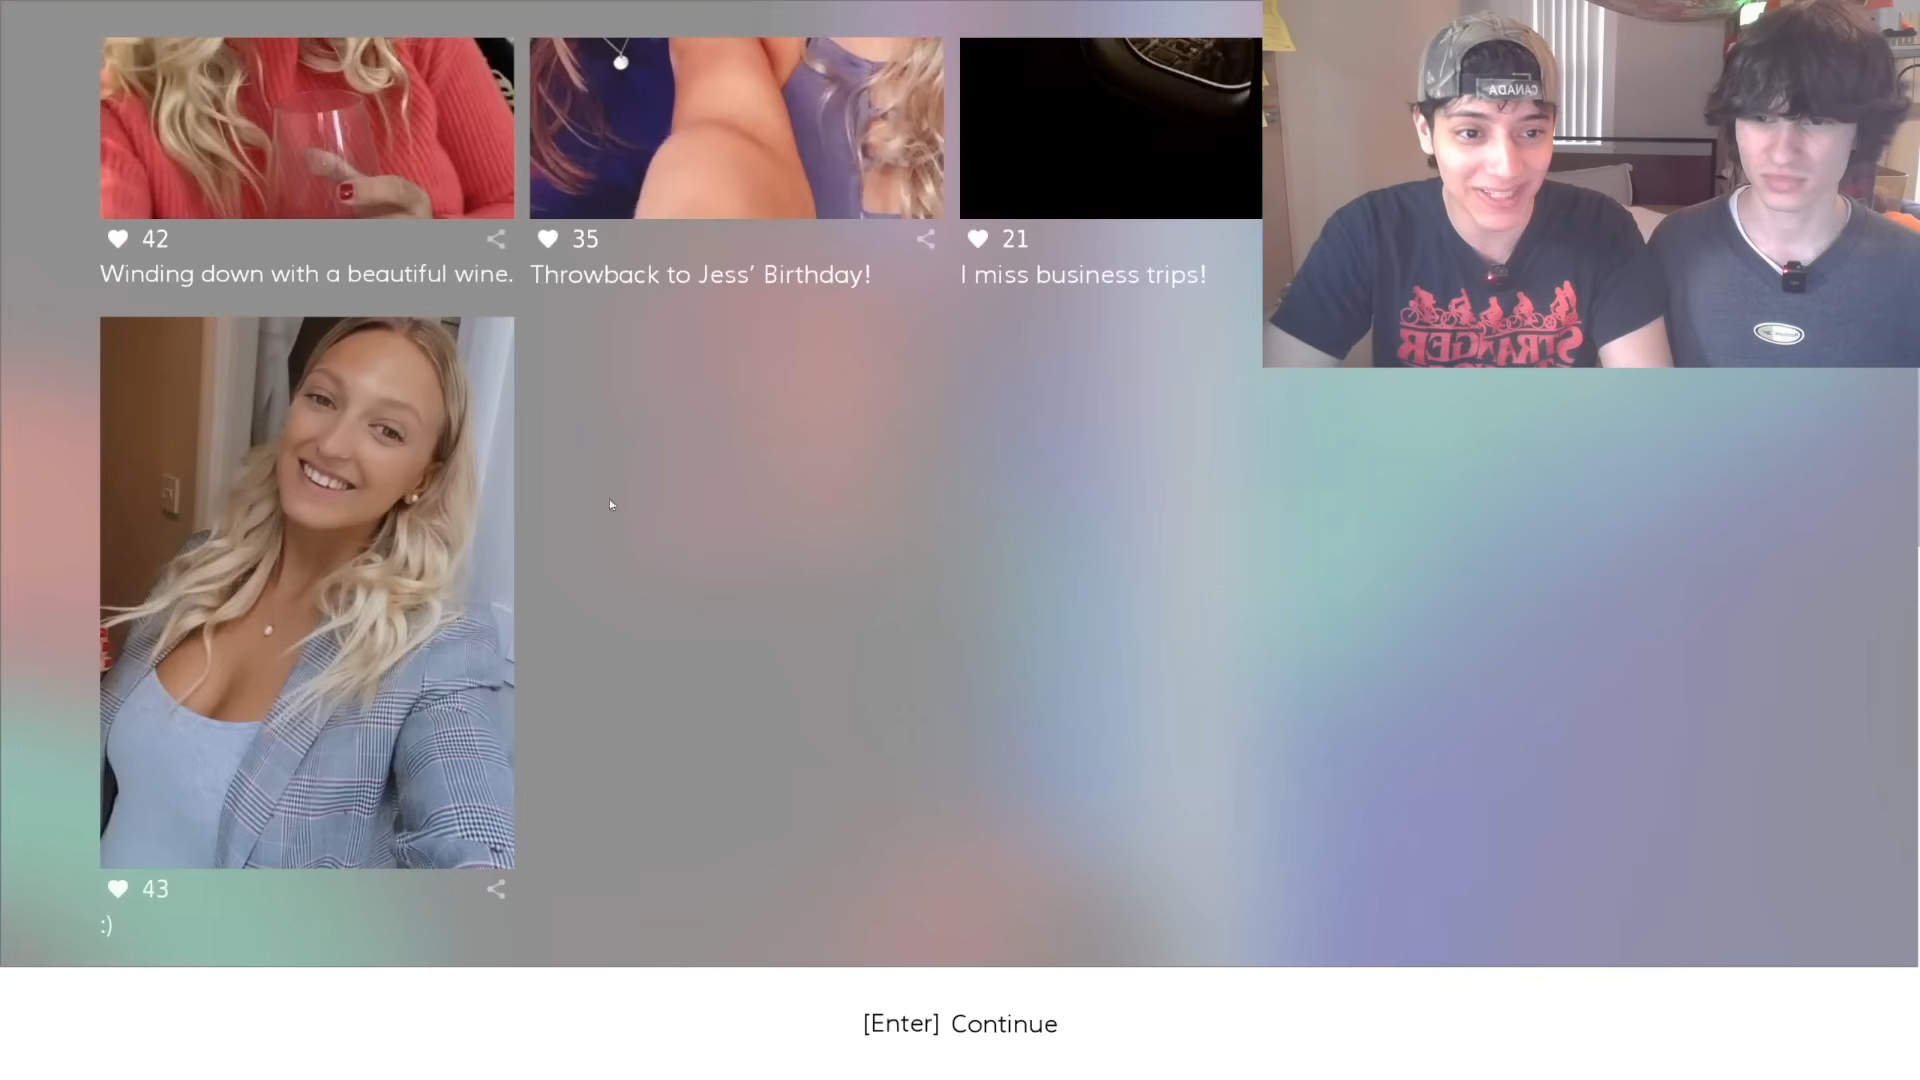 42
Winding down with a beautiful wine.
35
Throwback to Jess’ Birthday!
21
I miss business trips!
CANADA
STRANGER
43
:)
[Enter] Continue